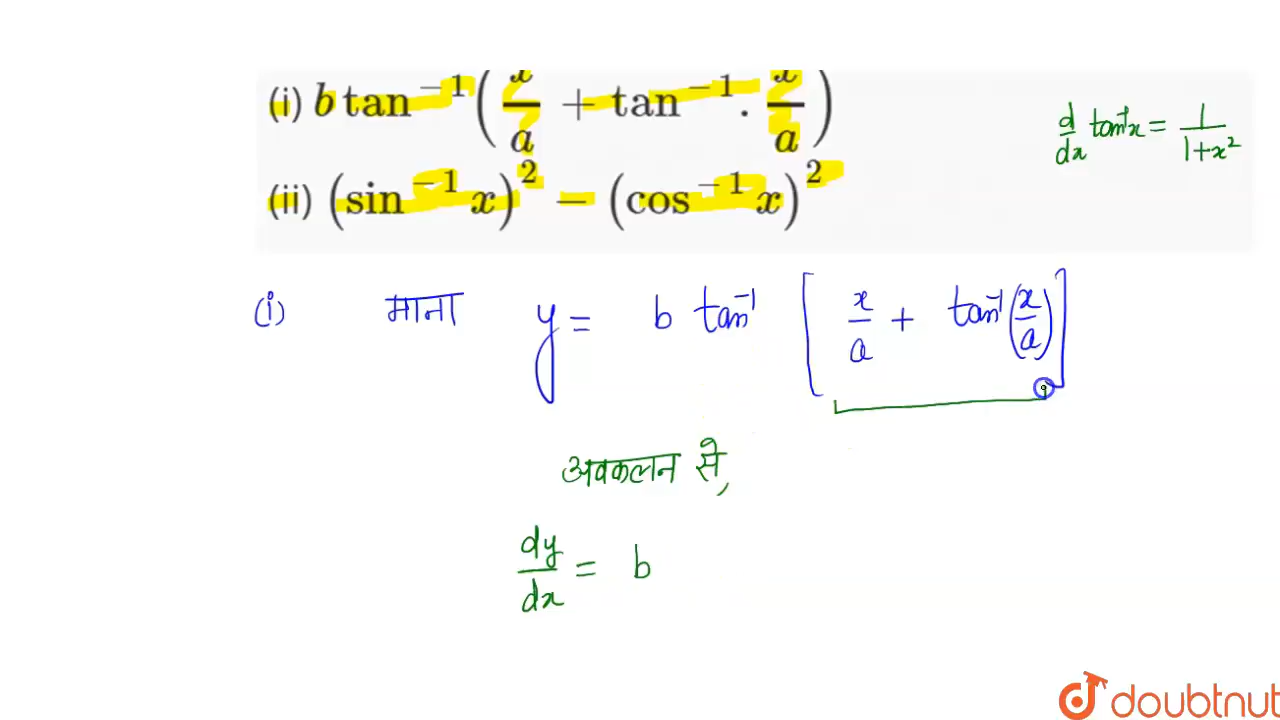 (i) b tan⁻¹(x/a + tan⁻¹. x/a)
d/dx tan⁻¹x = 1/(1+x²)
(ii) (sin⁻¹ x)² − (cos⁻¹ x)²
(i) माना y = b tan⁻¹ [x/a + tan⁻¹(x/a)]
अवकलन से,
dy/dx = b
doubtnut